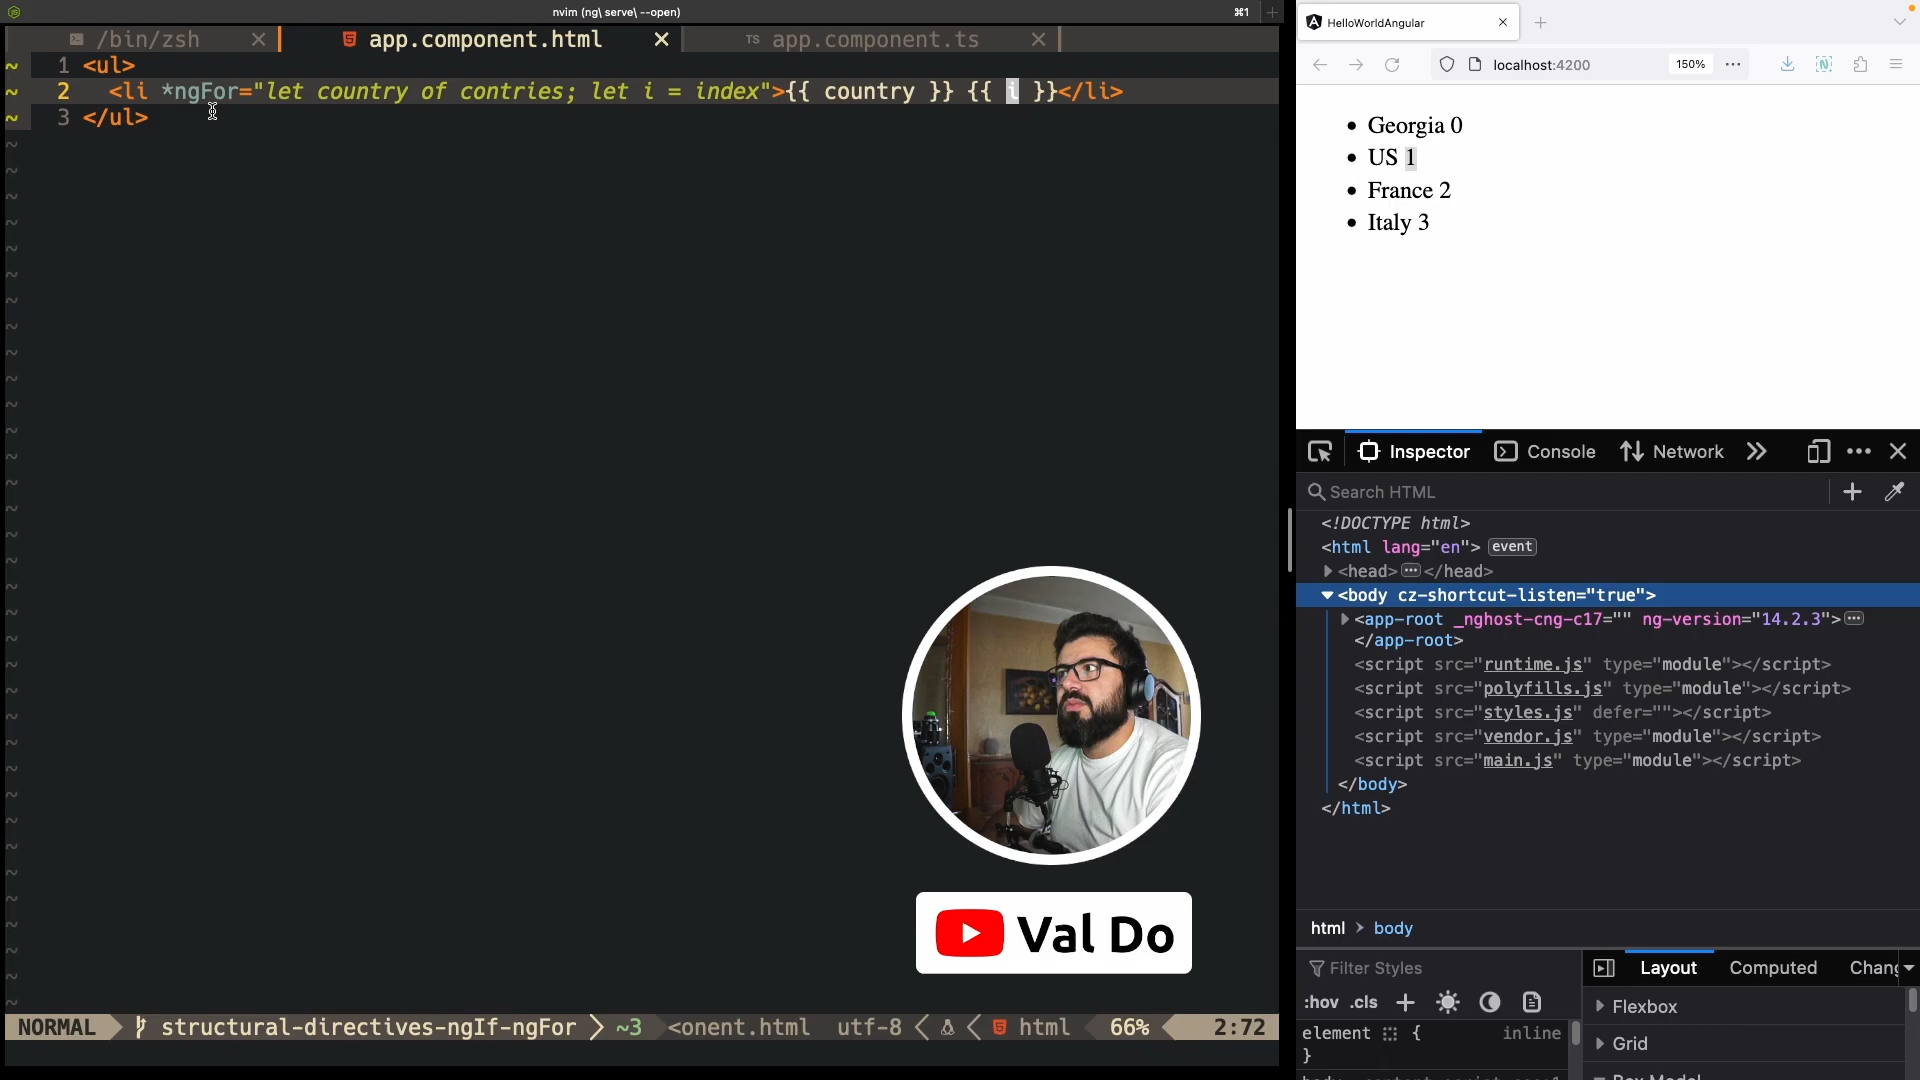 nvim (ng\ serve\ --open)
⌘1
/bin/zsh
app.component.html
TS app.component.ts
~ 1 <ul>
~ 2 <li *ngFor="let country of contries; let i = index">{{ country }} {{ i }}</li>
~ 3 </ul>
Val Do
NORMAL structural-directives-ngIf-ngFor ~3 <onent.html utf-8 html 66% 2:72
HelloWorldAngular
localhost:4200
150%
• Georgia 0
• US 1
• France 2
• Italy 3
Inspector
Console
Network
Search HTML
<!DOCTYPE html>
<html lang="en"> event
<head></head>
<body cz-shortcut-listen="true">
<app-root _nghost-cng-c17="" ng-version="14.2.3">
</app-root>
<script src="runtime.js" type="module"></script>
<script src="polyfills.js" type="module"></script>
<script src="styles.js" defer=""></script>
<script src="vendor.js" type="module"></script>
<script src="main.js" type="module"></script>
</body>
</html>
html > body
Filter Styles
Layout
Computed
:hov .cls +
Flexbox
element { inline
Grid
}